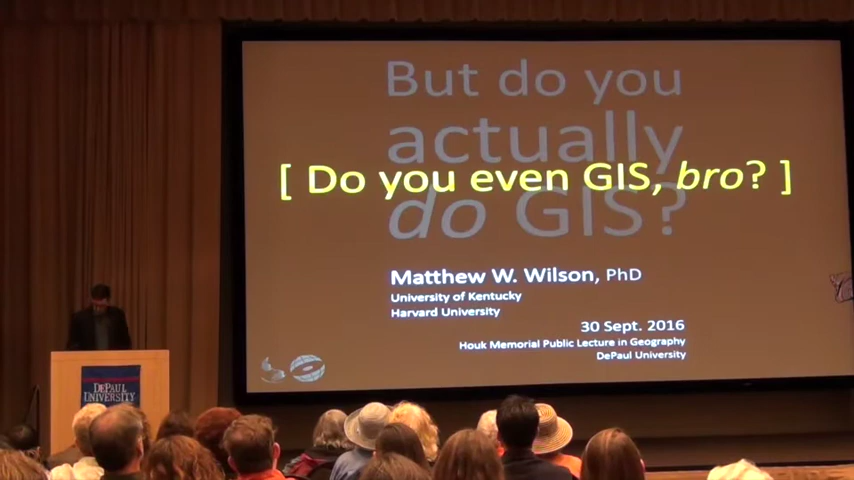 But do you
actually
[ Do you even GIS, bro? ]
do GIS?
Matthew W. Wilson, PhD
University of Kentucky
Harvard University
30 Sept. 2016
Houk Memorial Public Lecture in Geography
DePaul University
DEPAUL
UNIVERSITY